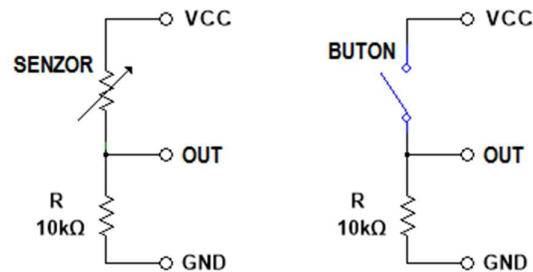 VCC
SENZOR
OUT
R
10kΩ
GND
VCC
BUTON
OUT
R
10kΩ
GND